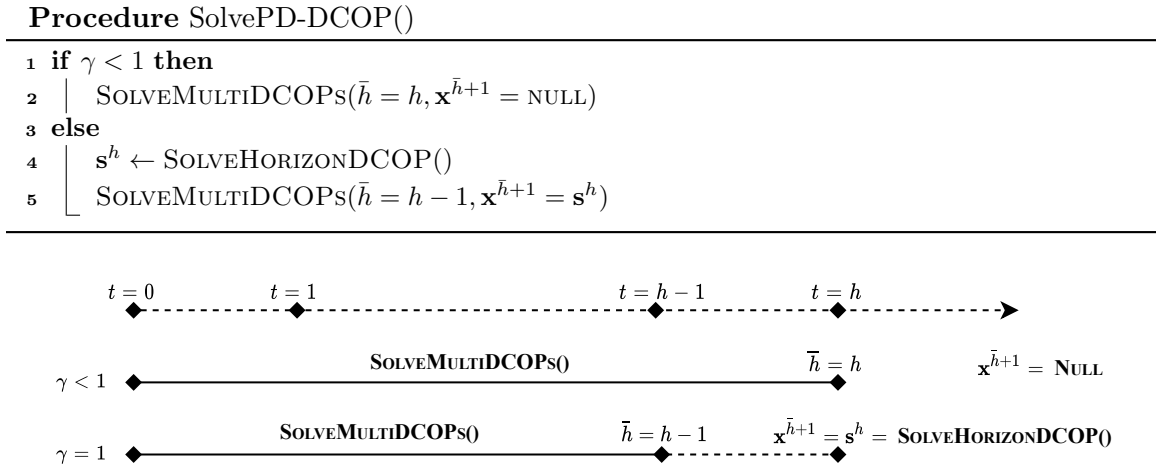 Procedure SolvePD-DCOP()
1 if γ < 1 then
2 SOLVEMULTIDCOPS(h̄ = h, x^{h̄+1} = NULL)
3 else
4 s^h ← SOLVEHORIZONDCOP()
5 SOLVEMULTIDCOPS(h̄ = h − 1, x^{h̄+1} = s^h)
t = 0 t = 1 t = h − 1 t = h
γ < 1 SOLVEMULTIDCOPS() h̄ = h x^{h̄+1} = NULL
γ = 1 SOLVEMULTIDCOPS() h̄ = h − 1 x^{h̄+1} = s^h = SOLVEHORIZONDCOP()